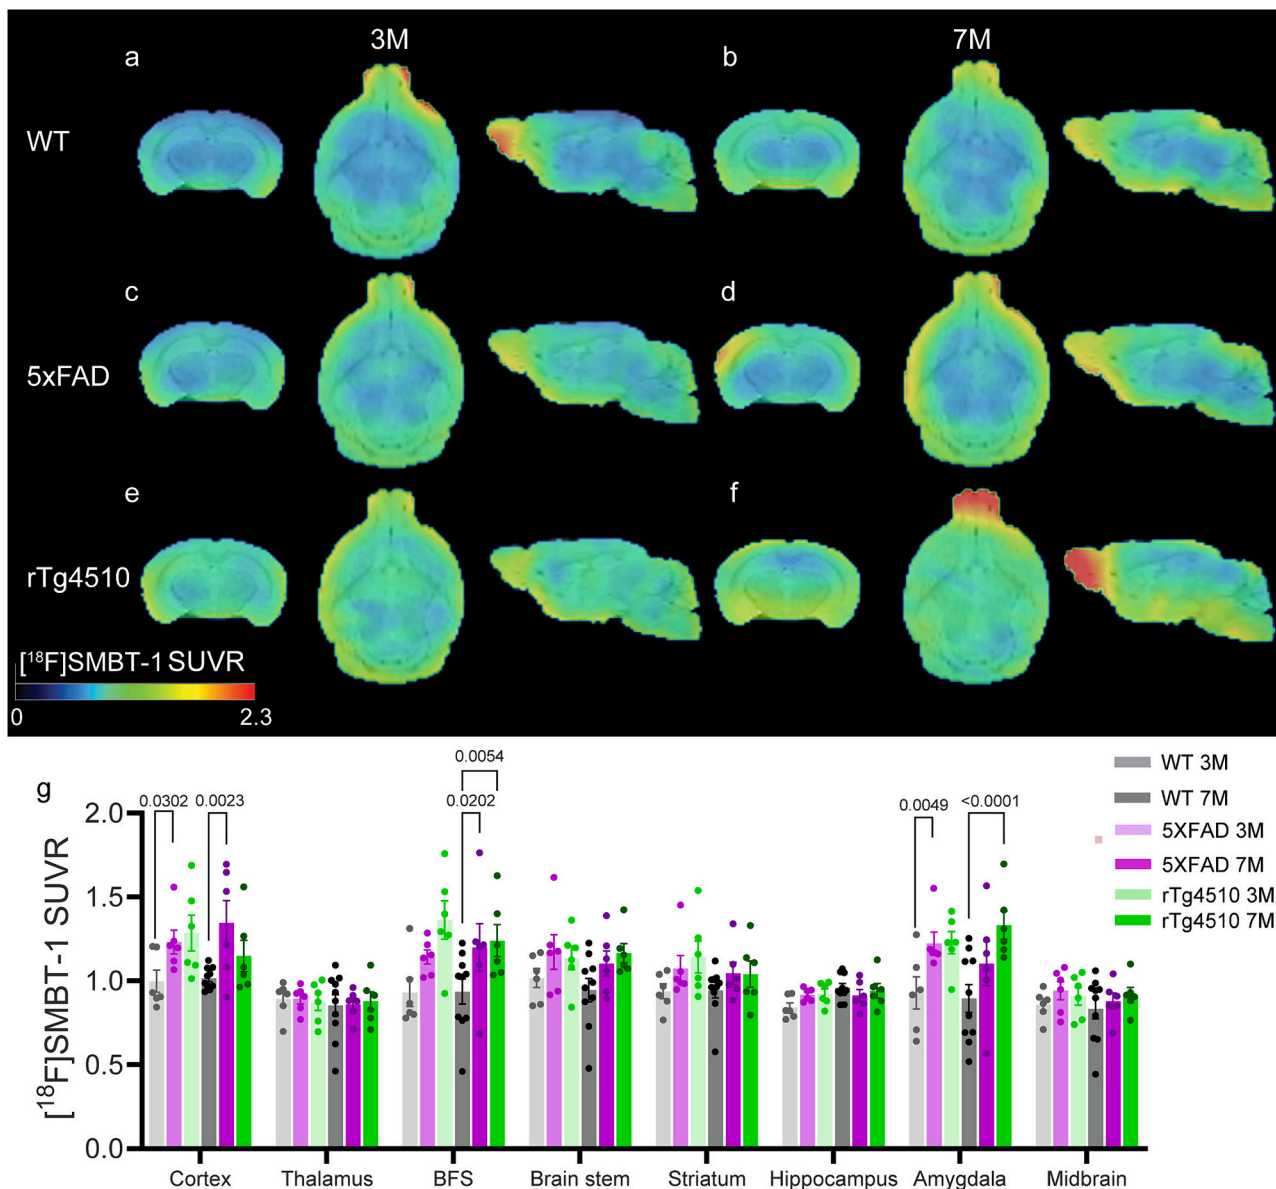 3M
7M
a
b
WT
c
d
5xFAD
e
f
rTg4510
[¹⁸F]SMBT-1 SUVR
0
2.3
g
WT 3M
WT 7M
5XFAD 3M
5XFAD 7M
rTg4510 3M
rTg4510 7M
0.0302
0.0023
0.0054
0.0202
0.0049
<0.0001
[¹⁸F]SMBT-1 SUVR
2.0
1.5
1.0
0.5
0.0
Cortex
Thalamus
BFS
Brain stem
Striatum
Hippocampus
Amygdala
Midbrain